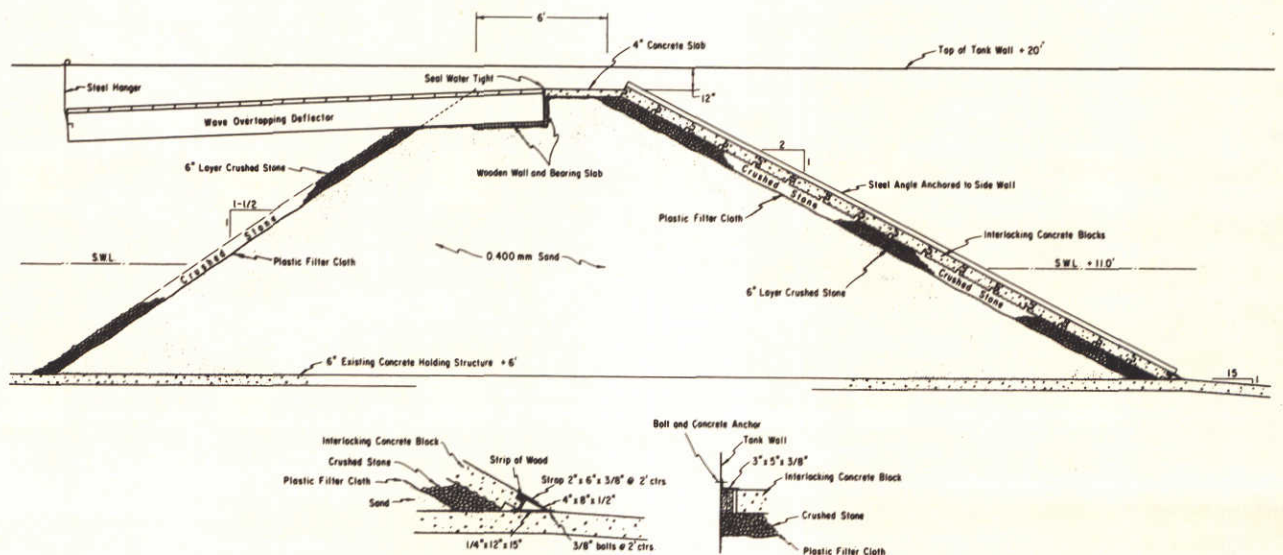 6'
4" Concrete Slab
Top of Tank Wall + 20'
Steel Hanger
Seal Water Tight
12"
Wave Overtopping Deflector
6" Layer Crushed Stone
Wooden Wall and Bearing Slab
2
1
Crushed Stone
Steel Angle Anchored to Side Wall
1-1/2
1
Crushed Stone
Plastic Filter Cloth
Interlocking Concrete Blocks
S.W.L.
Plastic Filter Cloth
0.400 mm Sand
S.W.L. + 11.0'
6" Layer Crushed Stone
Crushed Stone
6" Existing Concrete Holding Structure + 6'
15
1
Interlocking Concrete Block
Crushed Stone
Plastic Filter Cloth
Sand
Strip of Wood
Strap 2" x 6" x 3/8" @ 2' ctrs.
4" x 8" x 1/2"
1/4" x 12" x 15"
3/8" bolts @ 2' ctrs.
Bolt and Concrete Anchor
Tank Wall
3" x 5" x 3/8"
Interlocking Concrete Block
Crushed Stone
Plastic Filter Cloth